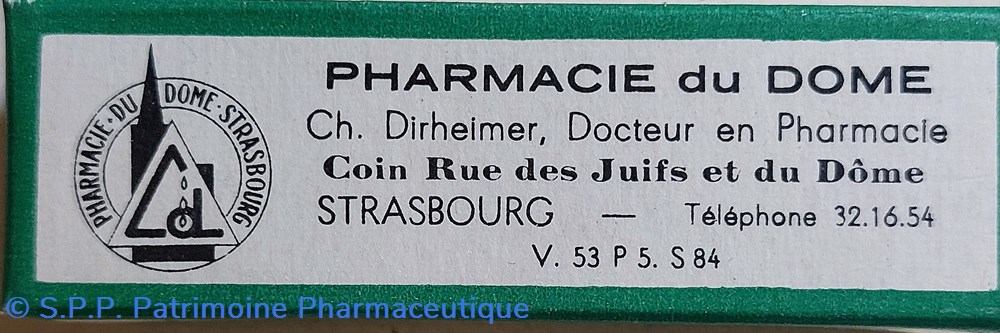 PHARMACIE · DU DOME · STRASBOURG
Cd
PHARMACIE du DOME
Ch. Dirheimer, Docteur en Pharmacie
Coin Rue des Juifs et du Dôme
STRASBOURG — Téléphone 32.16.54
V. 53 P 5. S 84
© S.P.P. Patrimoine Pharmaceutique